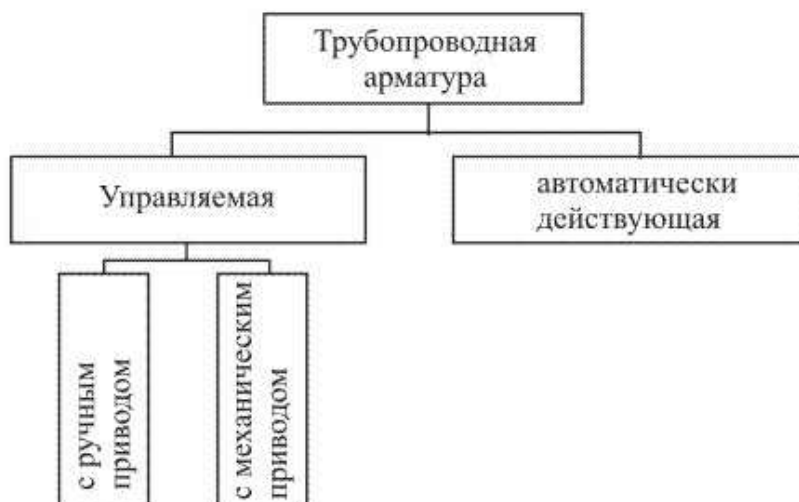 Трубопроводная
арматура
Управляемая
автоматически
действующая
с ручным
приводом
с механическим
приводом